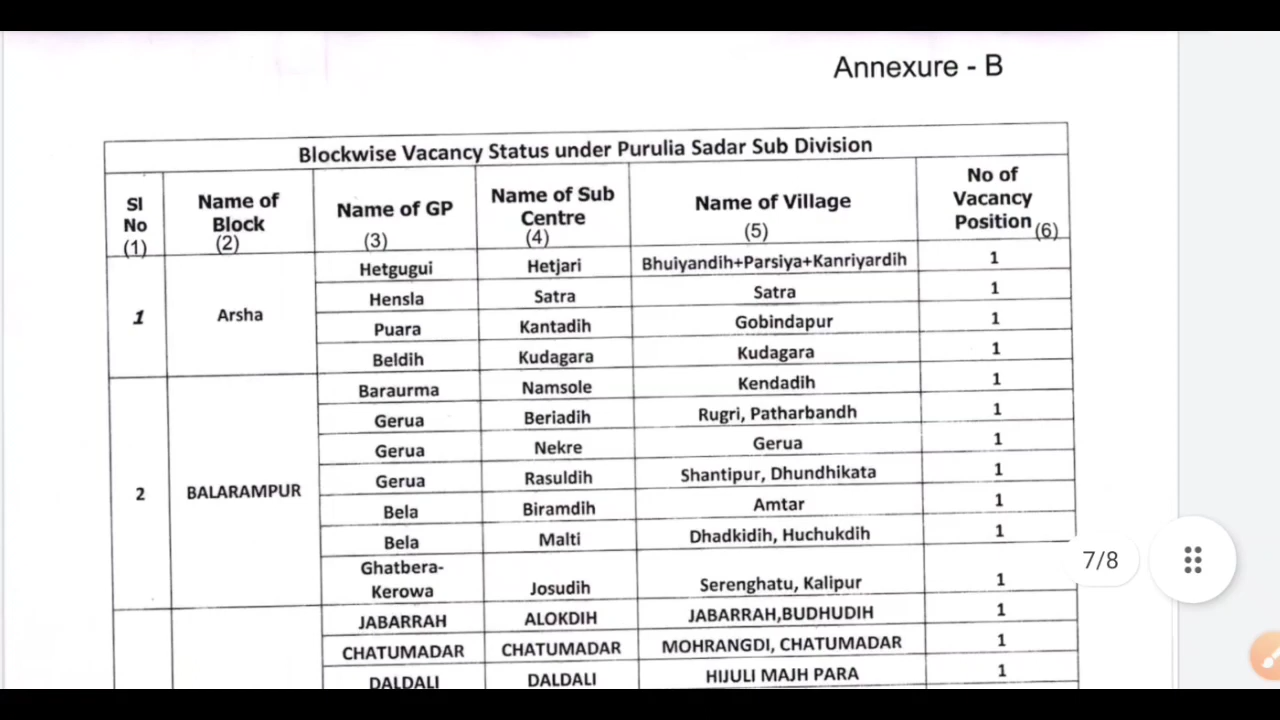 Annexure - B
Blockwise Vacancy Status under Purulia Sadar Sub Division
Sl No (1) Name of Block (2) Name of GP (3) Name of Sub Centre (4) Name of Village (5) No of Vacancy Position (6)
1 Arsha Hetgugui Hetjari Bhuiyandih+Parsiya+Kanriyardih 1
Hensla Satra Satra 1
Puara Kantadih Gobindapur 1
Beldih Kudagara Kudagara 1
2 BALARAMPUR Baraurma Namsole Kendadih 1
Gerua Beriadih Rugri, Patharbandh 1
Gerua Nekre Gerua 1
Gerua Rasuldih Shantipur, Dhundhikata 1
Bela Biramdih Amtar 1
Bela Malti Dhadkidih, Huchukdih 1
Ghatbera-Kerowa Josudih Serenghatu, Kalipur 1
JABARRAH ALOKDIH JABARRAH,BUDHUDIH 1
CHATUMADAR CHATUMADAR MOHRANGDI, CHATUMADAR 1
DALDALI DALDALI HIJULI MAJH PARA 1
7/8